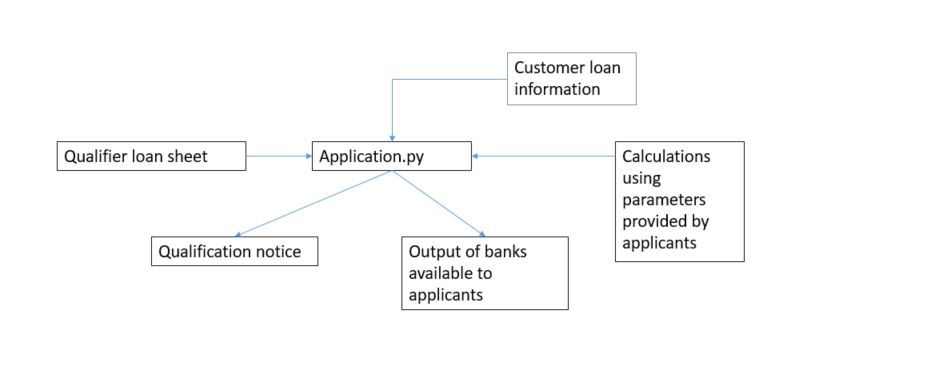 Customer loan
information
Qualifier loan sheet
Application.py
Calculations
using
parameters
provided by
applicants
Qualification notice
Output of banks
available to
applicants